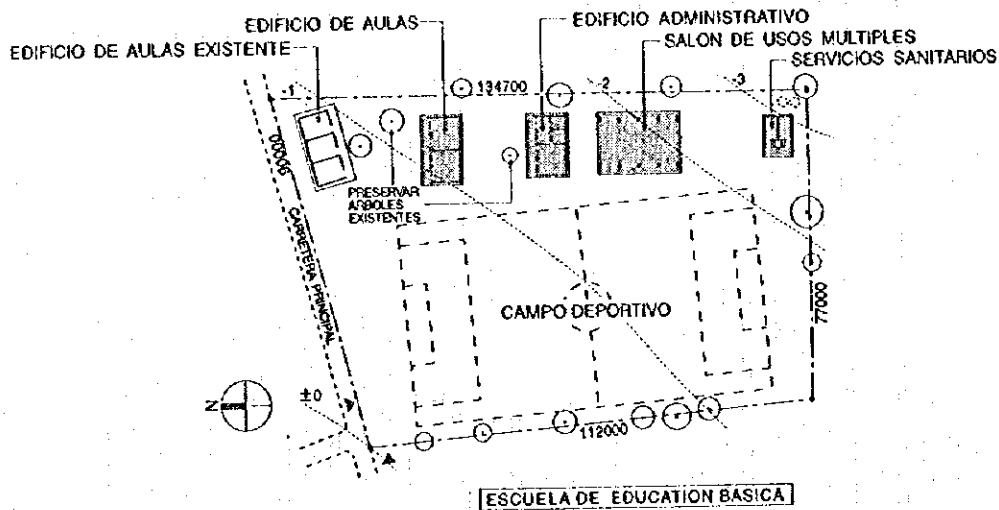 EDIFICIO DE AULAS
EDIFICIO ADMINISTRATIVO
EDIFICIO DE AULAS EXISTENTE
SALON DE USOS MULTIPLES
SERVICIOS SANITARIOS
-1
134700
-2
-3
90000
PRESERVAR
ARBOLES
EXISTENTES
CARRETERA PRINCIPAL
CAMPO DEPORTIVO
77000
N
±0
112000
ESCUELA DE EDUCATION BASICA